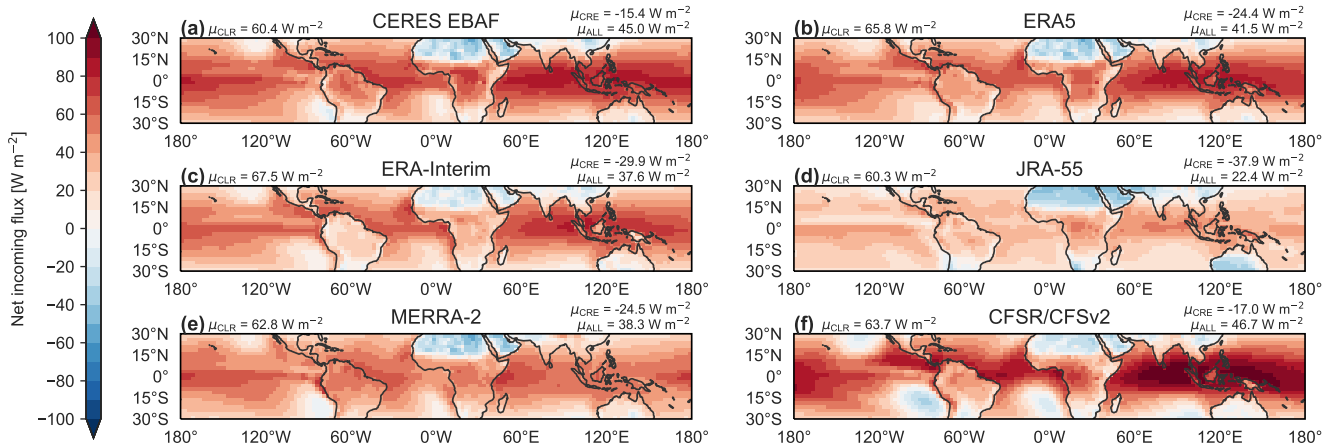 Net incoming flux [W m⁻²]
100
80
60
40
20
0
−20
−40
−60
−80
−100
(a) μCLR = 60.4 W m⁻² CERES EBAF μCRE = -15.4 W m⁻²
μALL = 45.0 W m⁻²
30°N
15°N
0°
15°S
30°S
180° 120°W 60°W 0°W 60°E 120°E 180°
(b) μCLR = 65.8 W m⁻² ERA5 μCRE = -24.4 W m⁻²
μALL = 41.5 W m⁻²
30°N
15°N
0°
15°S
30°S
180° 120°W 60°W 0°W 60°E 120°E 180°
(c) μCLR = 67.5 W m⁻² ERA-Interim μCRE = -29.9 W m⁻²
μALL = 37.6 W m⁻²
30°N
15°N
0°
15°S
30°S
180° 120°W 60°W 0°W 60°E 120°E 180°
(d) μCLR = 60.3 W m⁻² JRA-55 μCRE = -37.9 W m⁻²
μALL = 22.4 W m⁻²
30°N
15°N
0°
15°S
30°S
180° 120°W 60°W 0°W 60°E 120°E 180°
(e) μCLR = 62.8 W m⁻² MERRA-2 μCRE = -24.5 W m⁻²
μALL = 38.3 W m⁻²
30°N
15°N
0°
15°S
30°S
180° 120°W 60°W 0°W 60°E 120°E 180°
(f) μCLR = 63.7 W m⁻² CFSR/CFSv2 μCRE = -17.0 W m⁻²
μALL = 46.7 W m⁻²
30°N
15°N
0°
15°S
30°S
180° 120°W 60°W 0°W 60°E 120°E 180°